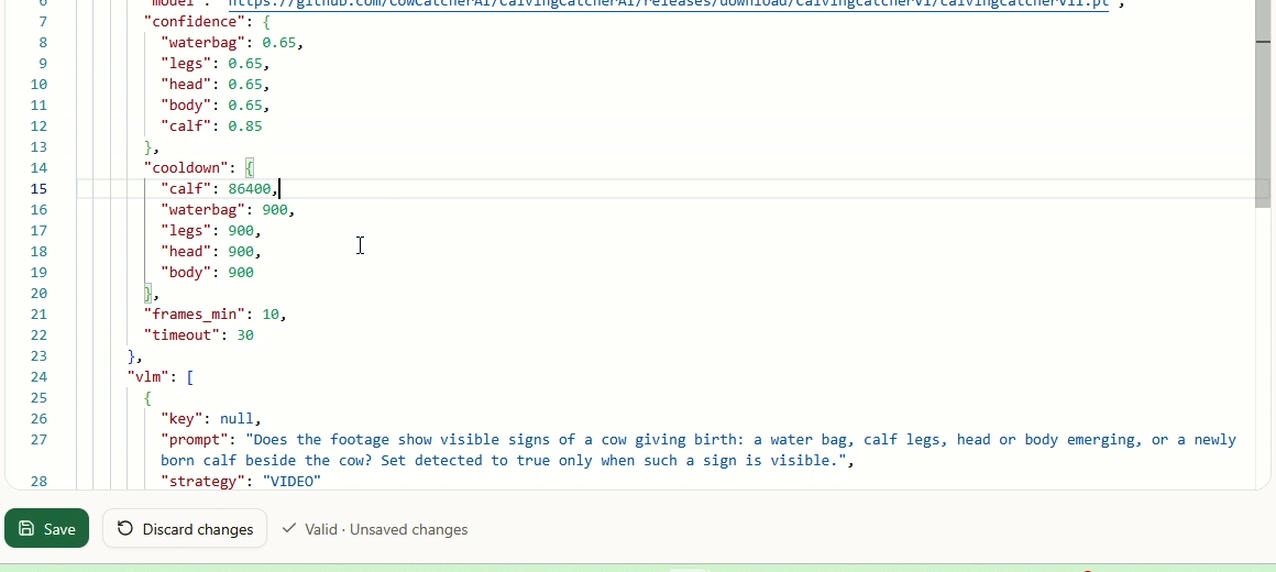 7 "confidence": {
8 "waterbag": 0.65,
9 "legs": 0.65,
10 "head": 0.65,
11 "body": 0.65,
12 "calf": 0.85
13 },
14 "cooldown": {
15 "calf": 86400,
16 "waterbag": 900,
17 "legs": 900,
18 "head": 900,
19 "body": 900
20 },
21 "frames_min": 10,
22 "timeout": 30
23 },
24 "vlm": [
25 {
26 "key": null,
27 "prompt": "Does the footage show visible signs of a cow giving birth: a water bag, calf legs, head or body emerging, or a newly
born calf beside the cow? Set detected to true only when such a sign is visible.",
28 "strategy": "VIDEO"
Save Discard changes Valid · Unsaved changes